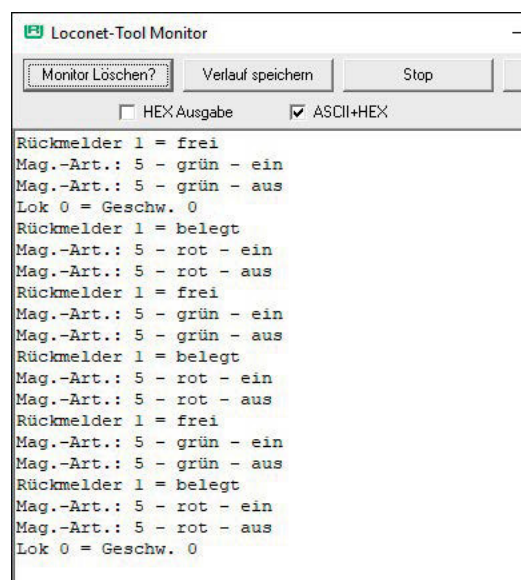 Loconet-Tool Monitor
Monitor Löschen? Verlauf speichern Stop
HEX Ausgabe ASCII+HEX
Rückmelder 1 = frei
Mag.-Art.: 5 - grün - ein
Mag.-Art.: 5 - grün - aus
Lok 0 = Geschw. 0
Rückmelder 1 = belegt
Mag.-Art.: 5 - rot - ein
Mag.-Art.: 5 - rot - aus
Rückmelder 1 = frei
Mag.-Art.: 5 - grün - ein
Mag.-Art.: 5 - grün - aus
Rückmelder 1 = belegt
Mag.-Art.: 5 - rot - ein
Mag.-Art.: 5 - rot - aus
Rückmelder 1 = frei
Mag.-Art.: 5 - grün - ein
Mag.-Art.: 5 - grün - aus
Rückmelder 1 = belegt
Mag.-Art.: 5 - rot - ein
Mag.-Art.: 5 - rot - aus
Lok 0 = Geschw. 0